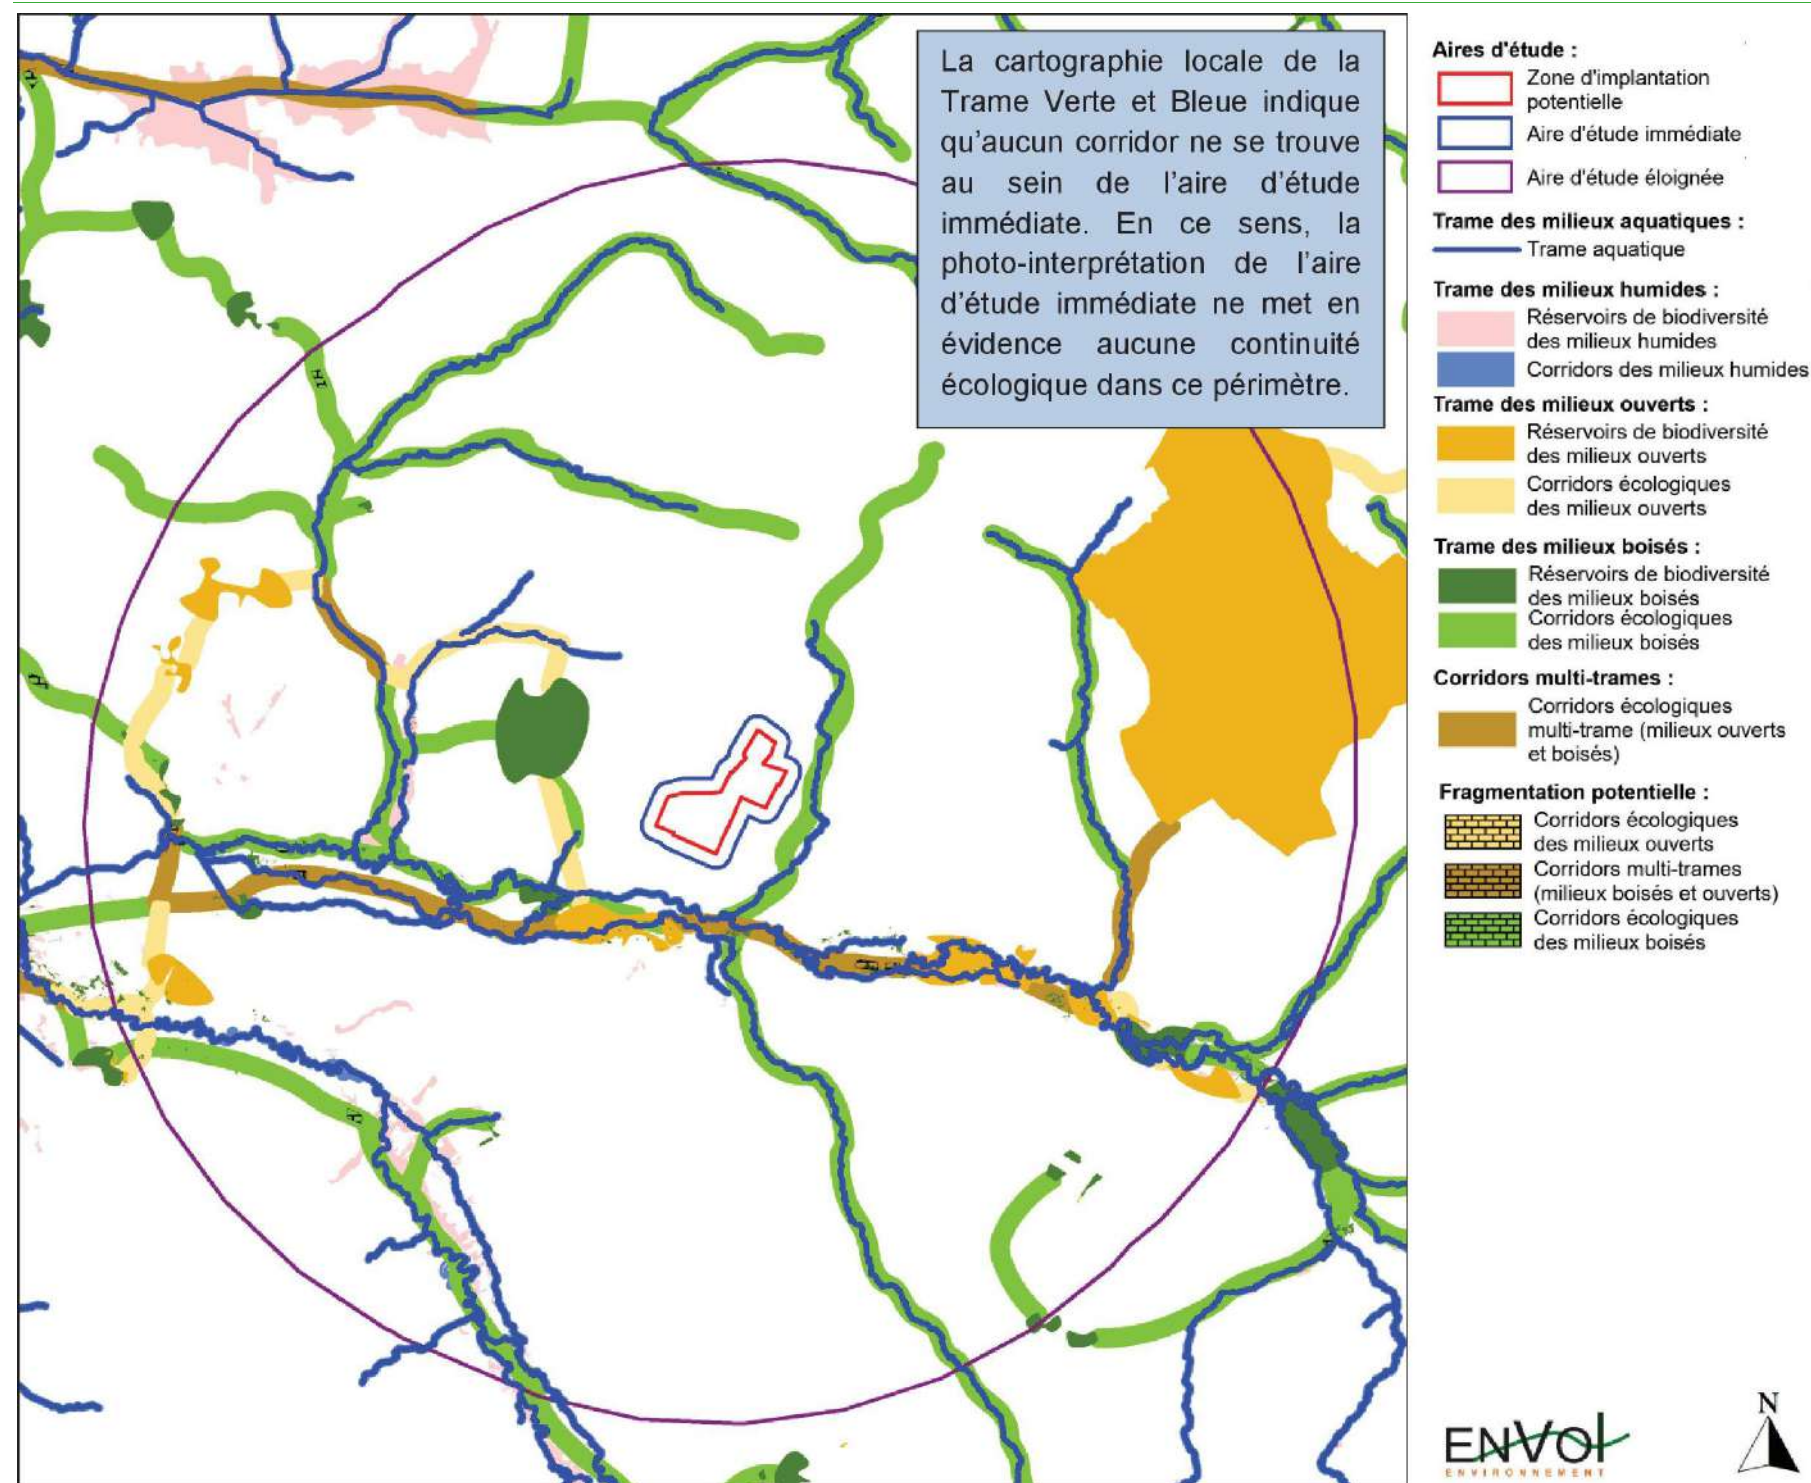 La cartographie locale de la
Trame Verte et Bleue indique
qu’aucun corridor ne se trouve
au sein de l’aire d’étude
immédiate. En ce sens, la
photo-interprétation de l’aire
d’étude immédiate ne met en
évidence aucune continuité
écologique dans ce périmètre.
Aires d'étude :
Zone d'implantation
potentielle
Aire d'étude immédiate
Aire d'étude éloignée
Trame des milieux aquatiques :
Trame aquatique
Trame des milieux humides :
Réservoirs de biodiversité
des milieux humides
Corridors des milieux humides
Trame des milieux ouverts :
Réservoirs de biodiversité
des milieux ouverts
Corridors écologiques
des milieux ouverts
Trame des milieux boisés :
Réservoirs de biodiversité
des milieux boisés
Corridors écologiques
des milieux boisés
Corridors multi-trames :
Corridors écologiques
multi-trame (milieux ouverts
et boisés)
Fragmentation potentielle :
Corridors écologiques
des milieux ouverts
Corridors multi-trames
(milieux boisés et ouverts)
Corridors écologiques
des milieux boisés
ENVOl
ENVIRONNEMENT
N